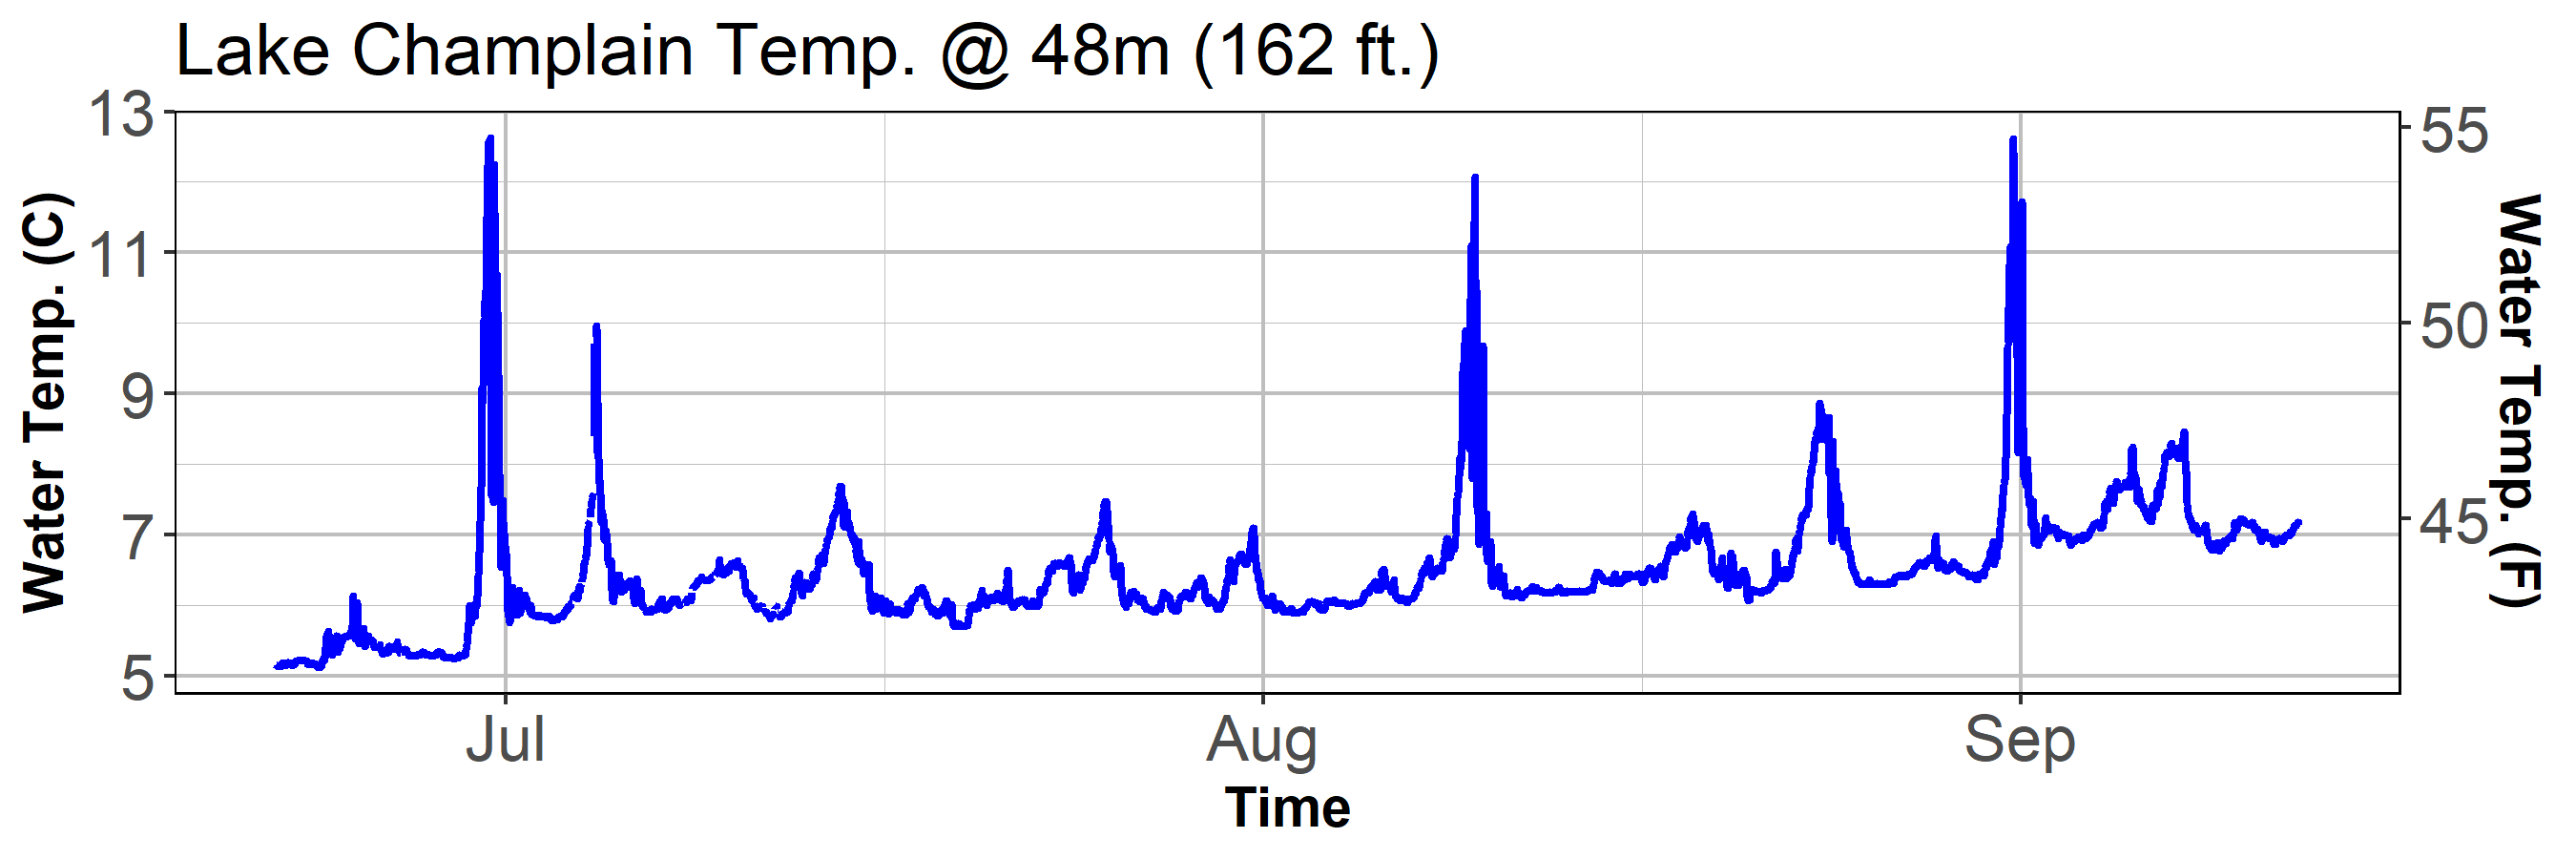 Lake Champlain Temp. @ 48m (162 ft.)
Water Temp. (C)
13
11
9
7
5
55
50
45
Water Temp. (F)
Jul
Aug
Sep
Time